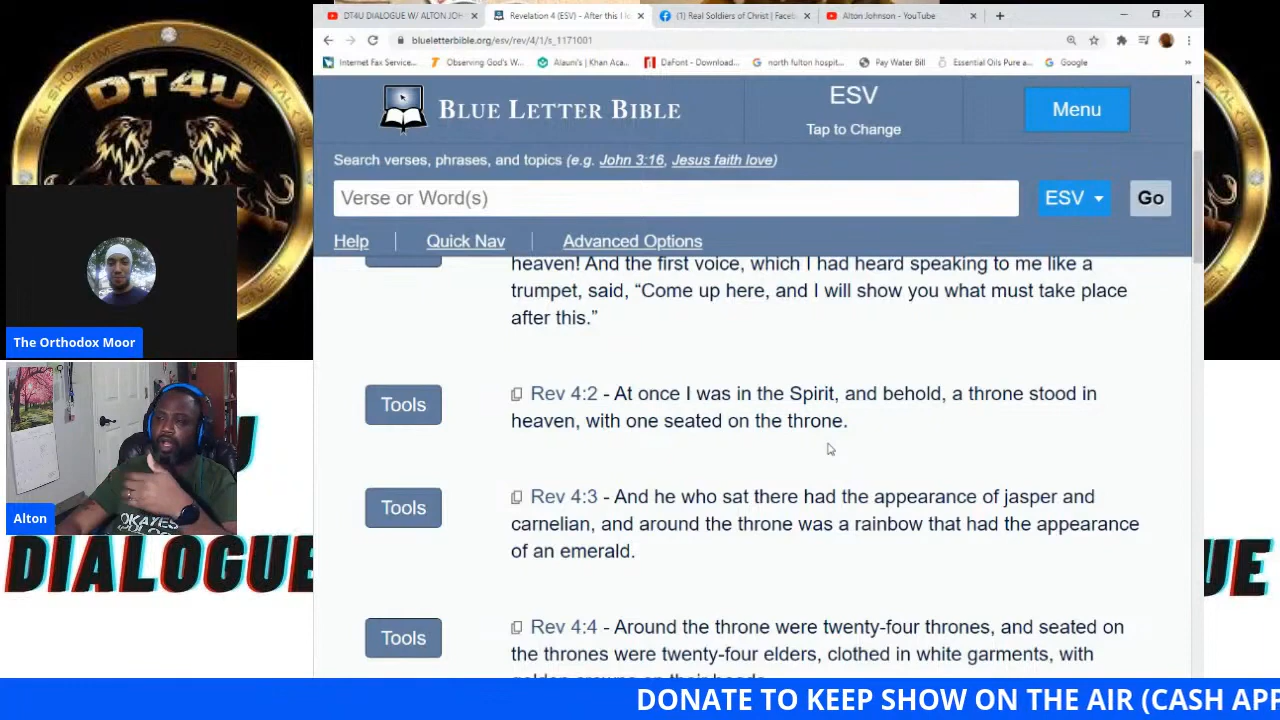 DT4U DIALOGUE W/ ALTON JOH
Revelation 4 (ESV) - After this I lo
(1) Real Soldiers of Christ | Faceb
Alton Johnson - YouTube
blueletterbible.org/esv/rev/4/1/s_1171001
Internet Fax Service...
Observing God's W...
Alauni's | Khan Aca...
DaFont - Download...
north fulton hospit...
Pay Water Bill
Essential Oils Pure a...
Google
DT4U
BLUE LETTER BIBLE
ESV
Tap to Change
Menu
Search verses, phrases, and topics (e.g. John 3:16, Jesus faith love)
Verse or Word(s)
ESV
Go
Help
Quick Nav
Advanced Options
heaven! And the first voice, which I had heard speaking to me like a
trumpet, said, “Come up here, and I will show you what must take place
after this.”
Tools
Rev 4:2 - At once I was in the Spirit, and behold, a throne stood in
heaven, with one seated on the throne.
Tools
Rev 4:3 - And he who sat there had the appearance of jasper and
carnelian, and around the throne was a rainbow that had the appearance
of an emerald.
Tools
Rev 4:4 - Around the throne were twenty-four thrones, and seated on
the thrones were twenty-four elders, clothed in white garments, with
The Orthodox Moor
Alton
DIALOGUE
UE
DONATE TO KEEP SHOW ON THE AIR (CASH APP